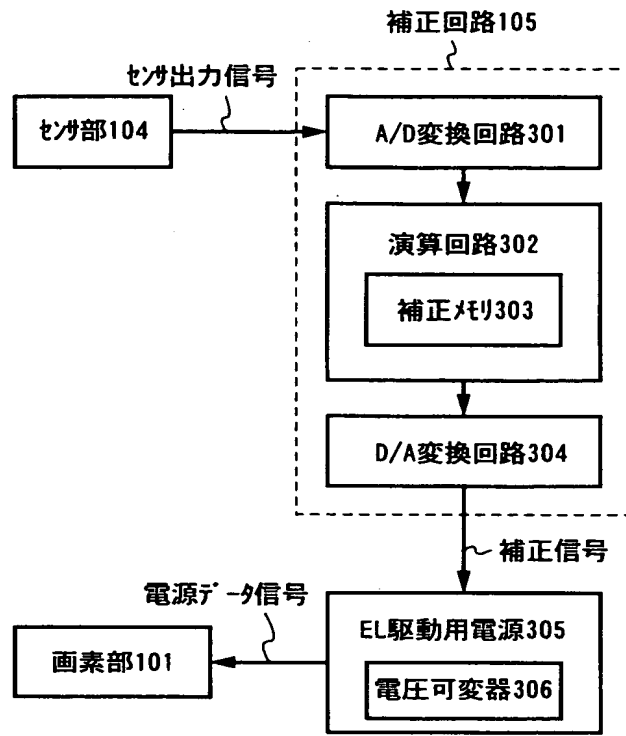 補正回路105
ｾﾝｻ出力信号
ｾﾝｻ部104
A/D変換回路301
演算回路302
補正ﾒﾓﾘ303
D/A変換回路304
補正信号
電源ﾃﾞｰﾀ信号
EL駆動用電源305
画素部101
電圧可変器306